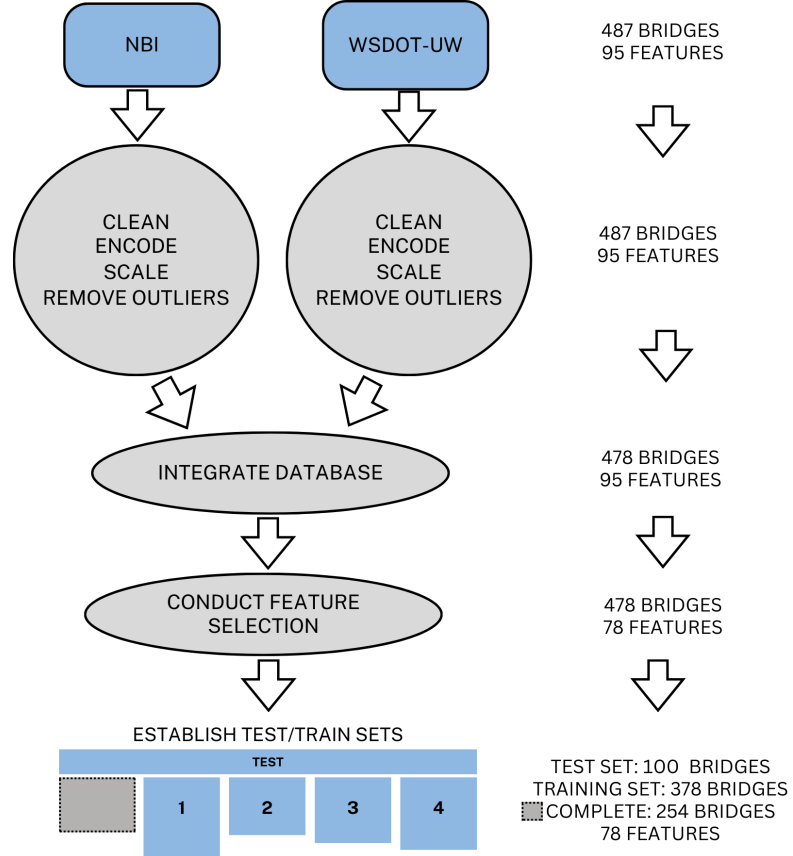 NBI
WSDOT-UW
487 BRIDGES
95 FEATURES
CLEAN
ENCODE
SCALE
REMOVE OUTLIERS
CLEAN
ENCODE
SCALE
REMOVE OUTLIERS
487 BRIDGES
95 FEATURES
INTEGRATE DATABASE
478 BRIDGES
95 FEATURES
CONDUCT FEATURE
SELECTION
478 BRIDGES
78 FEATURES
ESTABLISH TEST/TRAIN SETS
TEST
1
2
3
4
TEST SET: 100 BRIDGES
TRAINING SET: 378 BRIDGES
COMPLETE: 254 BRIDGES
78 FEATURES